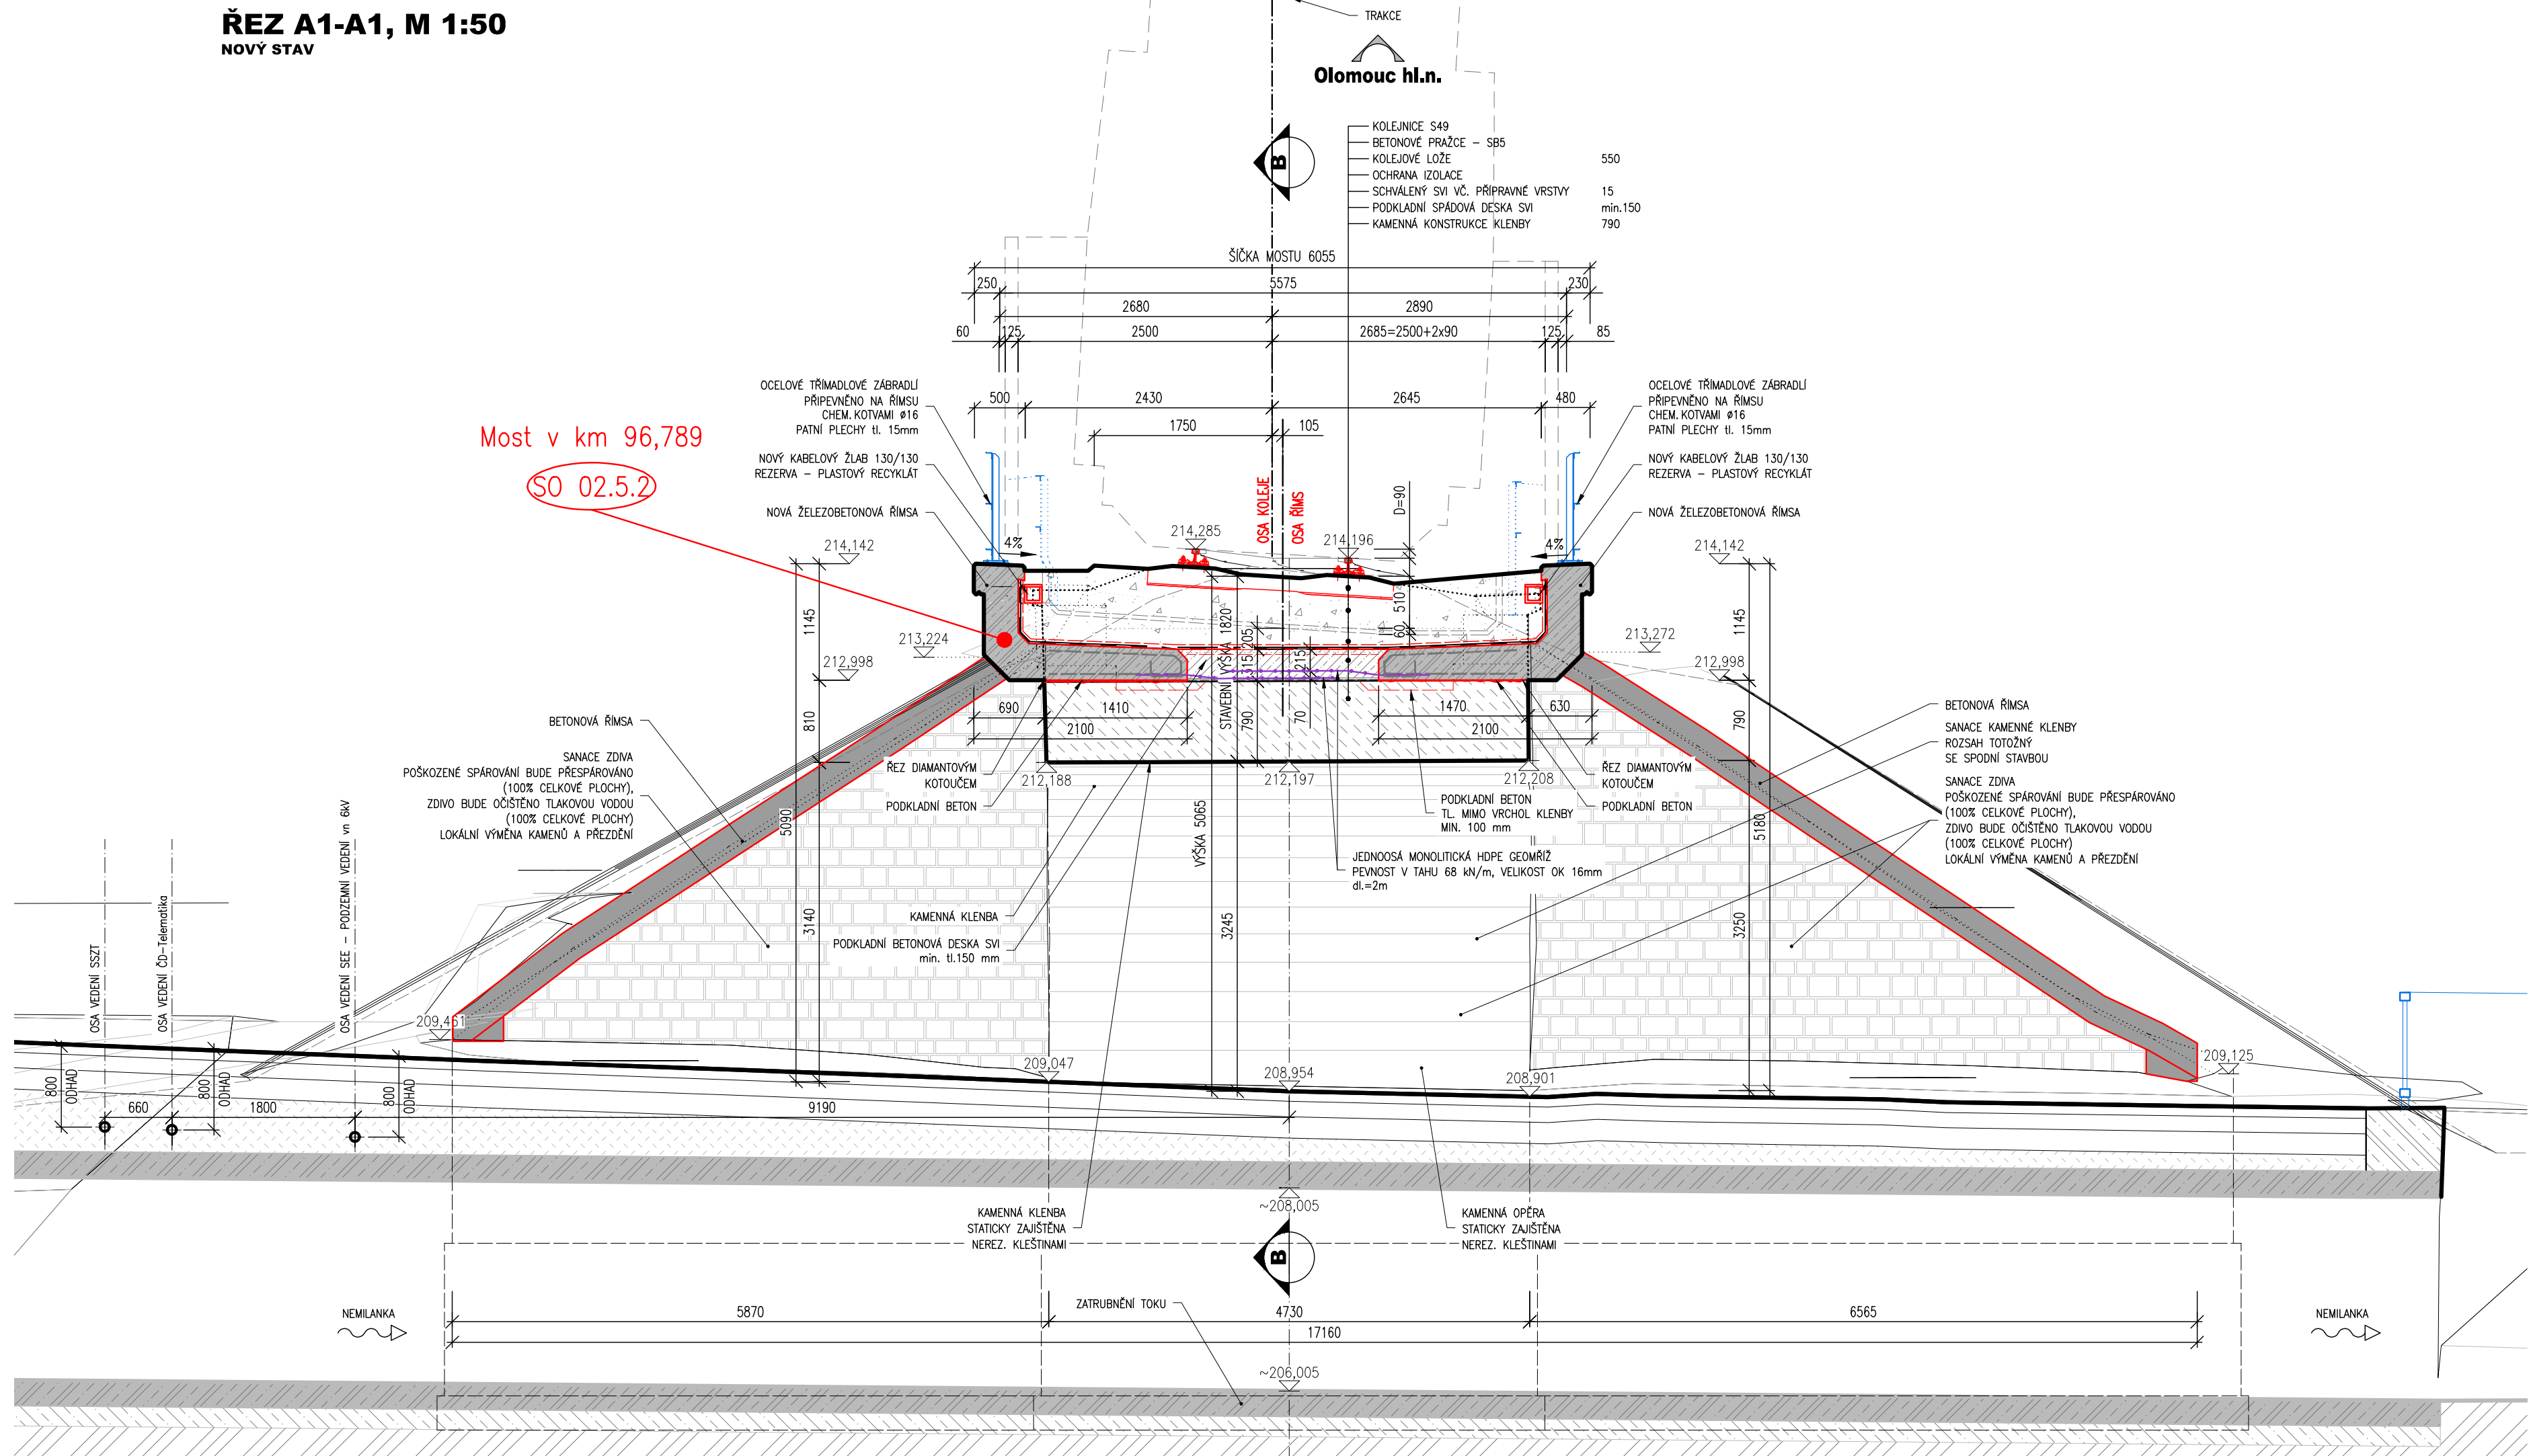 ŘEZ A1-A1, M 1:50
NOVÝ STAV
TRAKCE
Olomouc hl.n.
B
KOLEJNICE S49
BETONOVÉ PRAŽCE – SB5
KOLEJOVÉ LOŽE 550
OCHRANA IZOLACE
SCHVÁLENÝ SVI VČ. PŘÍPRAVNÉ VRSTVY 15
PODKLADNÍ SPÁDOVÁ DESKA SVI min.150
KAMENNÁ KONSTRUKCE KLENBY 790
ŠÍČKA MOSTU 6055
250 5575 230
2680 2890
60 125 2500 2685=2500+2x90 125 85
500 2430 2645 480
1750 105
OCELOVÉ TŘÍMADLOVÉ ZÁBRADLÍ
PŘIPEVNĚNO NA ŘÍMSU
CHEM. KOTVAMI ø16
PATNÍ PLECHY tl. 15mm
NOVÝ KABELOVÝ ŽLAB 130/130
REZERVA – PLASTOVÝ RECYKLÁT
NOVÁ ŽELEZOBETONOVÁ ŘÍMSA
OCELOVÉ TŘÍMADLOVÉ ZÁBRADLÍ
PŘIPEVNĚNO NA ŘÍMSU
CHEM. KOTVAMI ø16
PATNÍ PLECHY tl. 15mm
NOVÝ KABELOVÝ ŽLAB 130/130
REZERVA – PLASTOVÝ RECYKLÁT
NOVÁ ŽELEZOBETONOVÁ ŘÍMSA
Most v km 96,789
SO 02.5.2
OSA KOLEJE
OSA ŘÍMS
D=90
214,285
214,196
214,142
4%
4%
214,142
1145
510
60
1145
213,224
212,998
213,272
212,998
STAVEBNÍ VÝŠKA 1820
205
315
215
790
70
690 1410
2100
1470 630
2100
810
790
212,188
212,197
212,208
ŘEZ DIAMANTOVÝM
KOTOUČEM
PODKLADNÍ BETON
ŘEZ DIAMANTOVÝM
KOTOUČEM
PODKLADNÍ BETON
PODKLADNÍ BETON
TL. MIMO VRCHOL KLENBY
MIN. 100 mm
JEDNOOSÁ MONOLITICKÁ HDPE GEOMŘÍŽ
PEVNOST V TAHU 68 kN/m, VELIKOST OK 16mm
dl.=2m
BETONOVÁ ŘÍMSA
SANACE ZDIVA
POŠKOZENÉ SPÁROVÁNÍ BUDE PŘESPÁROVÁNO
(100% CELKOVÉ PLOCHY),
ZDIVO BUDE OČIŠTĚNO TLAKOVOU VODOU
(100% CELKOVÉ PLOCHY)
LOKÁLNÍ VÝMĚNA KAMENŮ A PŘEZDĚNÍ
BETONOVÁ ŘÍMSA
SANACE KAMENNÉ KLENBY
ROZSAH TOTOŽNÝ
SE SPODNÍ STAVBOU
SANACE ZDIVA
POŠKOZENÉ SPÁROVÁNÍ BUDE PŘESPÁROVÁNO
(100% CELKOVÉ PLOCHY),
ZDIVO BUDE OČIŠTĚNO TLAKOVOU VODOU
(100% CELKOVÉ PLOCHY)
LOKÁLNÍ VÝMĚNA KAMENŮ A PŘEZDĚNÍ
KAMENNÁ KLENBA
PODKLADNÍ BETONOVÁ DESKA SVI
min. tl.150 mm
5090
3140
VÝŠKA 5065
3245
5180
3250
OSA VEDENÍ SSZT
OSA VEDENÍ ČD–Telematika
OSA VEDENÍ SEE – PODZEMNÍ VEDENÍ vn 6kV
209,461
209,047
208,954
208,901
209,125
800
ODHAD
800
ODHAD
800
ODHAD
660 1800 9190
~208,005
KAMENNÁ KLENBA
STATICKY ZAJIŠTĚNA
NEREZ. KLEŠTINAMI
KAMENNÁ OPĚRA
STATICKY ZAJIŠTĚNA
NEREZ. KLEŠTINAMI
B
NEMILANKA
ZATRUBNĚNÍ TOKU
NEMILANKA
5870 4730 6565
17160
~206,005